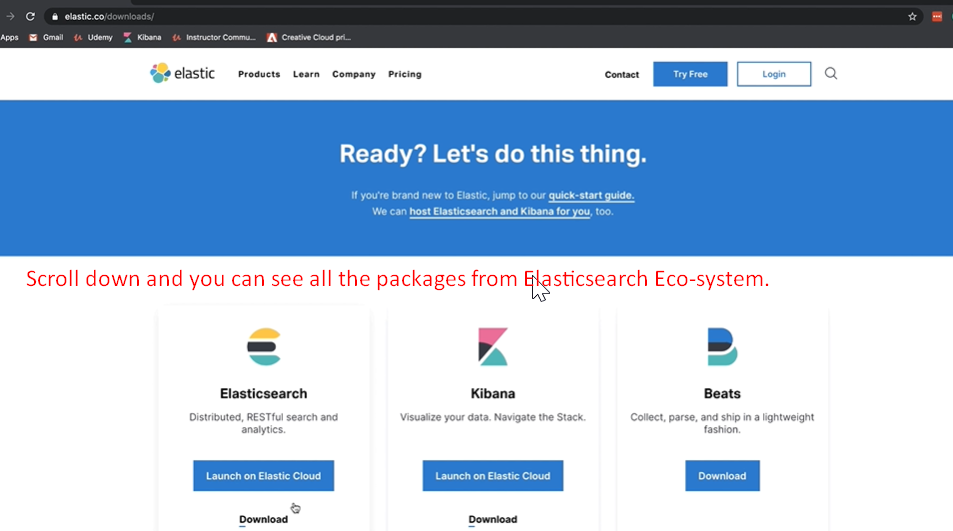 elastic.co/downloads/
Apps Gmail Udemy Kibana Instructor Commu... Creative Cloud pri...
elastic Products Learn Company Pricing Contact Try Free Login
Ready? Let's do this thing.
If you're brand new to Elastic, jump to our quick-start guide.
We can host Elasticsearch and Kibana for you, too.
Scroll down and you can see all the packages from Elasticsearch Eco-system.
Elasticsearch
Distributed, RESTful search and
analytics.
Launch on Elastic Cloud
Download
Kibana
Visualize your data. Navigate the Stack.
Launch on Elastic Cloud
Download
Beats
Collect, parse, and ship in a lightweight
fashion.
Download